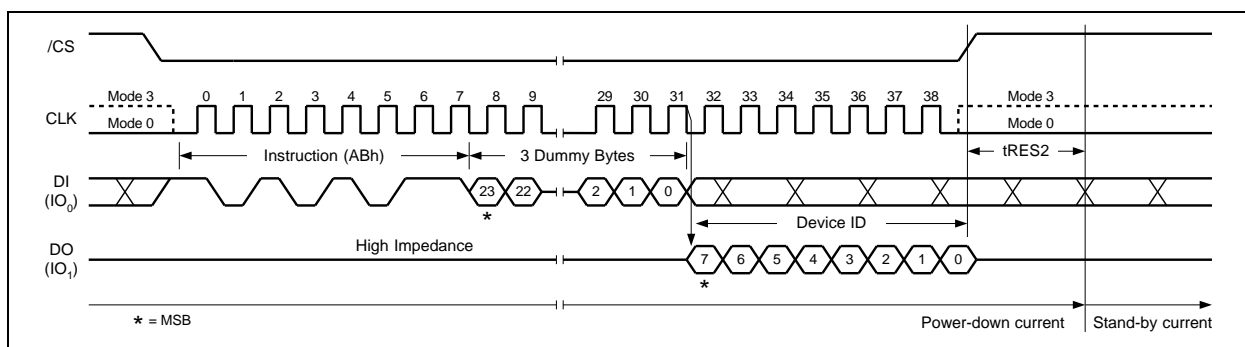 /CS
Mode 3
0 1 2 3 4 5 6 7 8 9 29 30 31 32 33 34 35 36 37 38
Mode 3
CLK
Mode 0
Mode 0
Instruction (ABh)
3 Dummy Bytes
tRES2
DI
(IO0)
23 22 2 1 0
*
Device ID
DO
(IO1)
High Impedance
7 6 5 4 3 2 1 0
*
* = MSB
Power-down current
Stand-by current